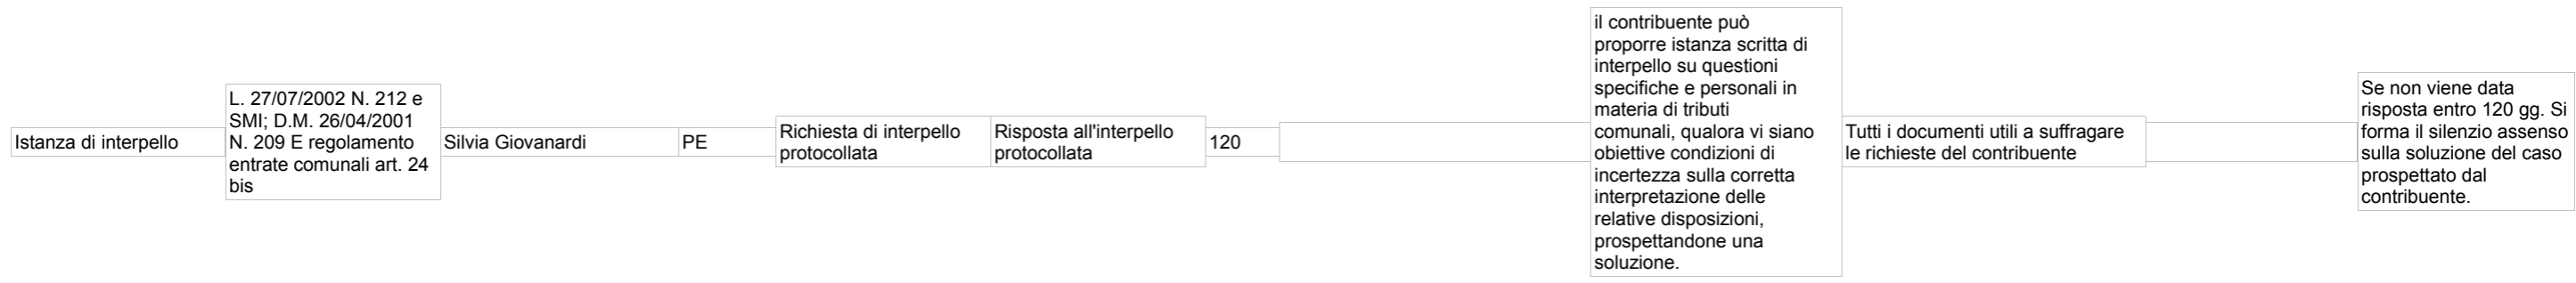 Istanza di interpello
L. 27/07/2002 N. 212 e
SMI; D.M. 26/04/2001
N. 209 E regolamento
entrate comunali art. 24
bis
Silvia Giovanardi
PE
Richiesta di interpello
protocollata
Risposta all'interpello
protocollata
120
il contribuente può
proporre istanza scritta di
interpello su questioni
specifiche e personali in
materia di tributi
comunali, qualora vi siano
obiettive condizioni di
incertezza sulla corretta
interpretazione delle
relative disposizioni,
prospettandone una
soluzione.
Tutti i documenti utili a suffragare
le richieste del contribuente
Se non viene data
risposta entro 120 gg. Si
forma il silenzio assenso
sulla soluzione del caso
prospettato dal
contribuente.